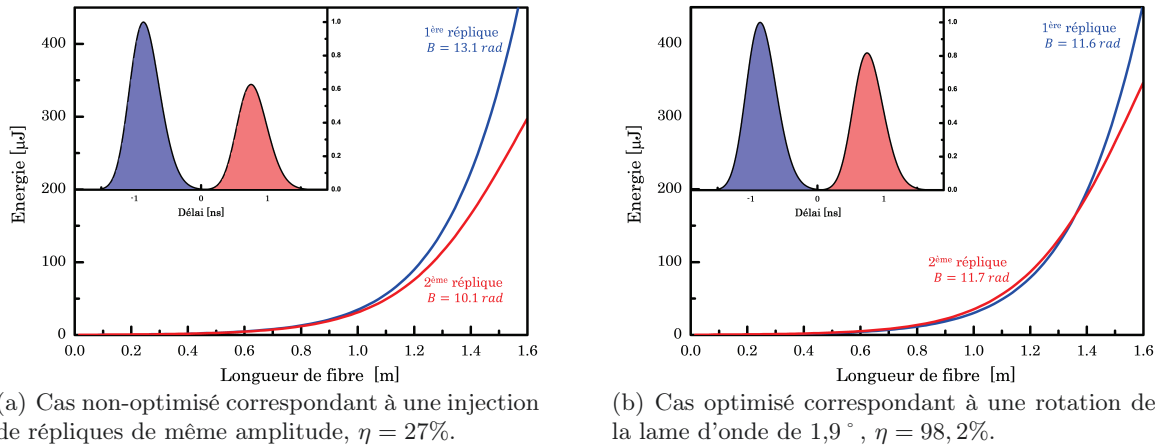 400
300
200
100
0
Energie [µJ]
0.0 0.2 0.4 0.6 0.8 1.0 1.2 1.4 1.6
Longueur de fibre [m]
1.0
0.8
0.6
0.4
0.2
0.0
-1 0 1
Délai [ns]
1ère réplique
B = 13.1 rad
2ème réplique
B = 10.1 rad
(a) Cas non-optimisé correspondant à une injection
de répliques de même amplitude, η = 27%.
400
300
200
100
0
Energie [µJ]
0.0 0.2 0.4 0.6 0.8 1.0 1.2 1.4 1.6
Longueur de fibre [m]
1.0
0.8
0.6
0.4
0.2
0.0
-1 0 1
Délai [ns]
1ère réplique
B = 11.6 rad
2ème réplique
B = 11.7 rad
(b) Cas optimisé correspondant à une rotation de
la lame d'onde de 1,9 °, η = 98, 2%.